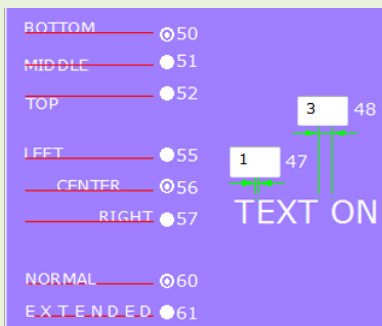 BOTTOM 50
MIDDLE 51
TOP 52
3 48
LEFT 55
1 47
CENTER 56
RIGHT 57
TEXT ON
NORMAL 60
EXTENDED 61